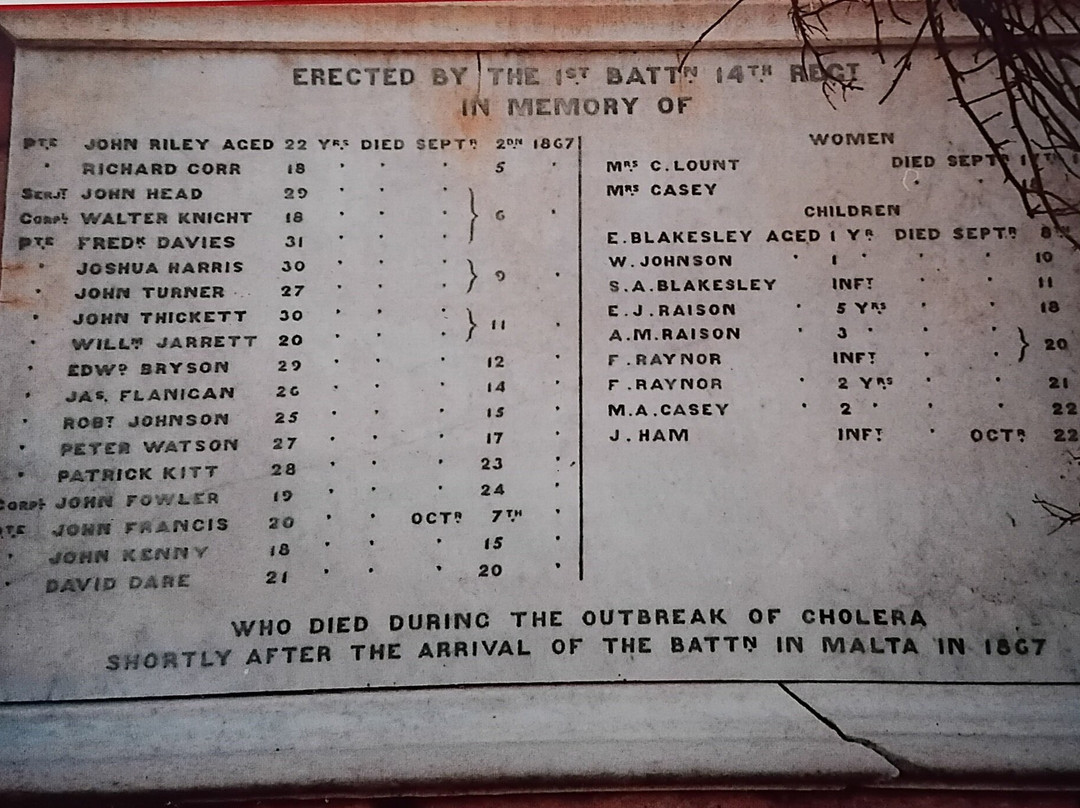 ERECTED BY THE 1ST BATTN 14TH REGT
IN MEMORY OF
PTE JOHN RILEY AGED 22 YRS DIED SEPTR 2ND 1867
" RICHARD CORR 18 " " " 5 "
SERJT JOHN HEAD 29 " " "
CORPL WALTER KNIGHT 18 " " " } 6 "
PTE FREDK DAVIES 31 " " "
" JOSHUA HARRIS 30 " " "
" JOHN TURNER 27 " " " } 9 "
" JOHN THICKETT 30 " " "
" WILLM JARRETT 20 " " " } 11 "
" EDWD BRYSON 29 " " " 12 "
" JAS. FLANIGAN 26 " " " 14 "
" ROBT JOHNSON 25 " " " 15 "
" PETER WATSON 27 " " " 17 "
" PATRICK KITT 28 " " " 23 "
CORPL JOHN FOWLER 19 " " " 24 "
PTE JOHN FRANCIS 20 " " OCTR 7TH "
" JOHN KENNY 18 " " " 15 "
" DAVID DARE 21 " " " 20 "
WOMEN
MRS C. LOUNT DIED SEPTR
MRS CASEY " "
CHILDREN
E. BLAKESLEY AGED 1 YR DIED SEPTR 8TH
W. JOHNSON " 1 " " " 10
S.A. BLAKESLEY INFT " " 11
E.J. RAISON " 5 YRS " " 18
A.M. RAISON " 3 " " "
F. RAYNOR INFT " " } 20
F. RAYNOR " 2 YRS " " 21
M.A. CASEY " 2 " " " 22
J. HAM INFT " OCTR 22
WHO DIED DURING THE OUTBREAK OF CHOLERA
SHORTLY AFTER THE ARRIVAL OF THE BATTN IN MALTA IN 1867